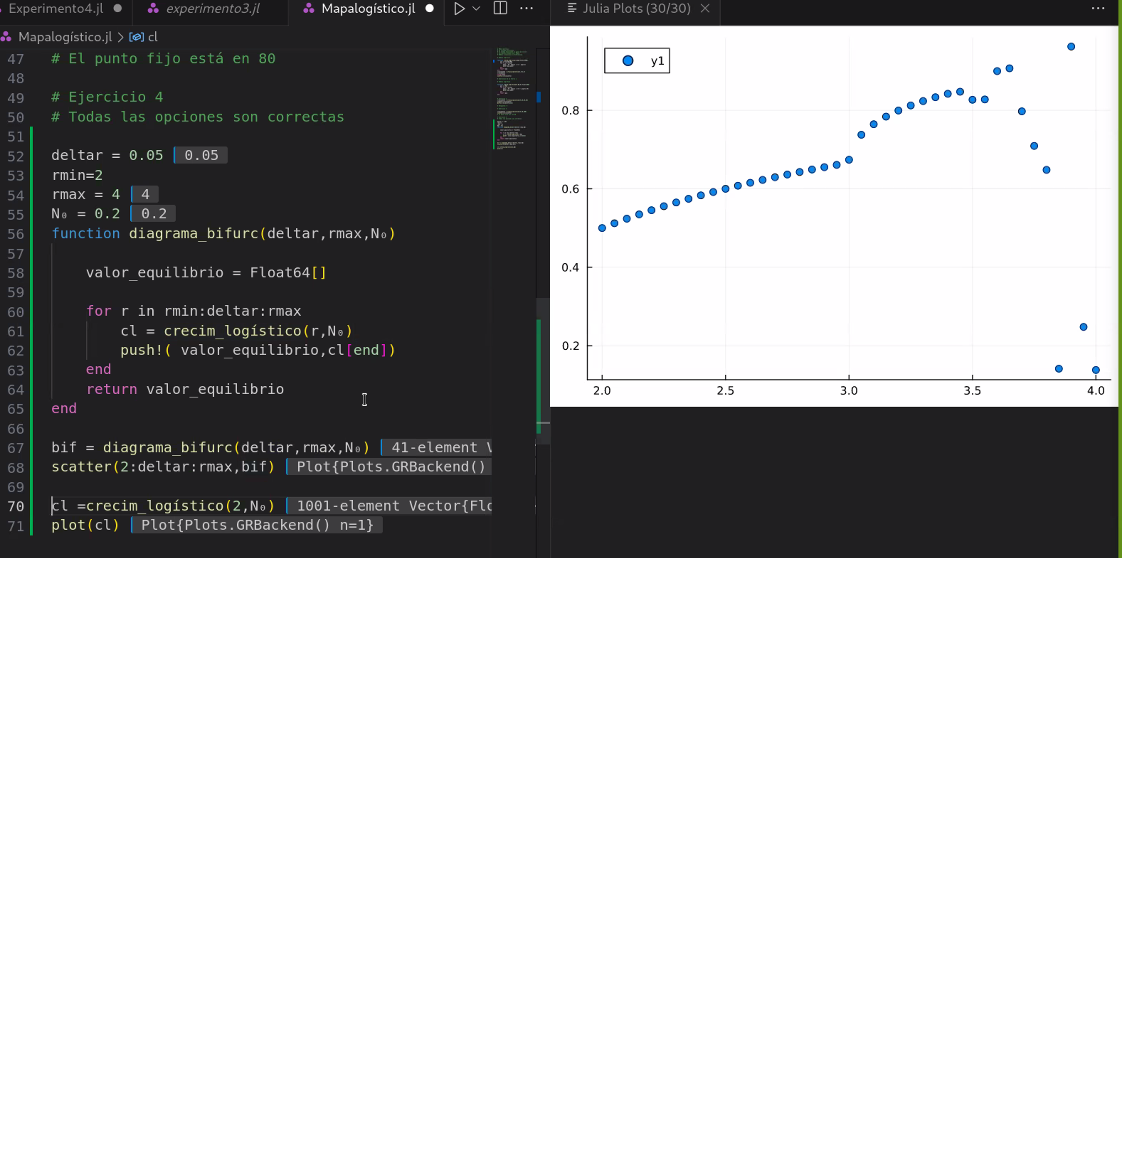 Experimento4.jl
experimento3.jl
Mapalogístico.jl
Mapalogístico.jl > cl
47 # El punto fijo está en 80
48
49 # Ejercicio 4
50 # Todas las opciones son correctas
51
52 deltar = 0.05 0.05
53 rmin=2
54 rmax = 4 4
55 N₀ = 0.2 0.2
56 function diagrama_bifurc(deltar,rmax,N₀)
57
58 valor_equilibrio = Float64[]
59
60 for r in rmin:deltar:rmax
61 cl = crecim_logístico(r,N₀)
62 push!( valor_equilibrio,cl[end])
63 end
64 return valor_equilibrio
65 end
66
67 bif = diagrama_bifurc(deltar,rmax,N₀) 41-element V
68 scatter(2:deltar:rmax,bif) Plot{Plots.GRBackend()
69
70 cl =crecim_logístico(2,N₀) 1001-element Vector{Flo
71 plot(cl) Plot{Plots.GRBackend() n=1}
Julia Plots (30/30)
y1
0.8
0.6
0.4
0.2
2.0 2.5 3.0 3.5 4.0